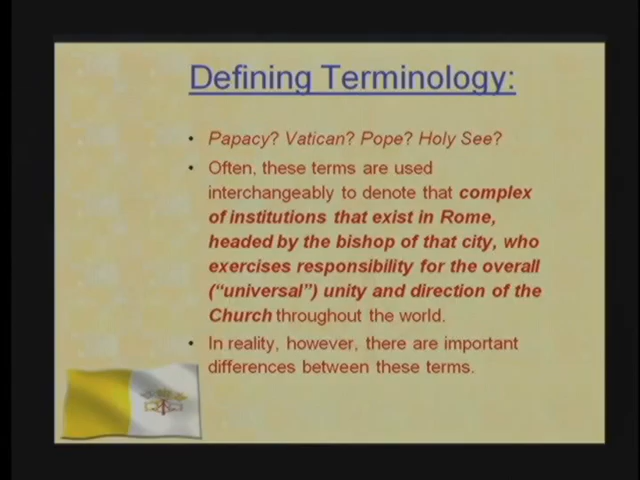 Defining Terminology:
• Papacy? Vatican? Pope? Holy See?
• Often, these terms are used
interchangeably to denote that complex
of institutions that exist in Rome,
headed by the bishop of that city, who
exercises responsibility for the overall
(“universal”) unity and direction of the
Church throughout the world.
• In reality, however, there are important
differences between these terms.